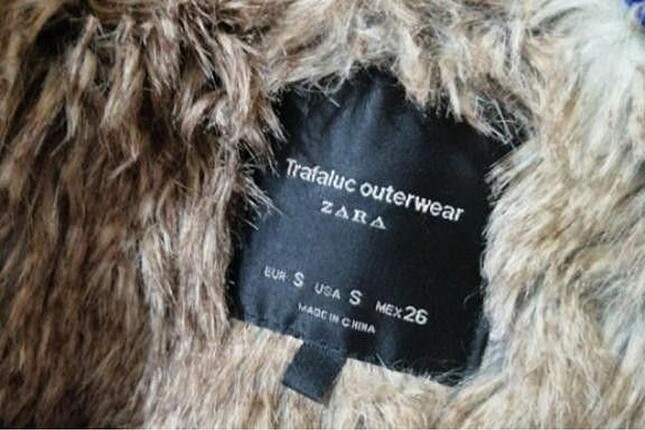 Trafaluc outerwear
ZARA
EUR S USA S MEX 26
MADE IN CHINA